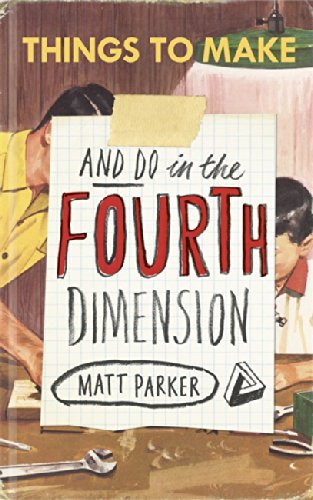 THINGS TO MAKE
AND DO in the
FOURTH
DIMENSION
MATT PARKER